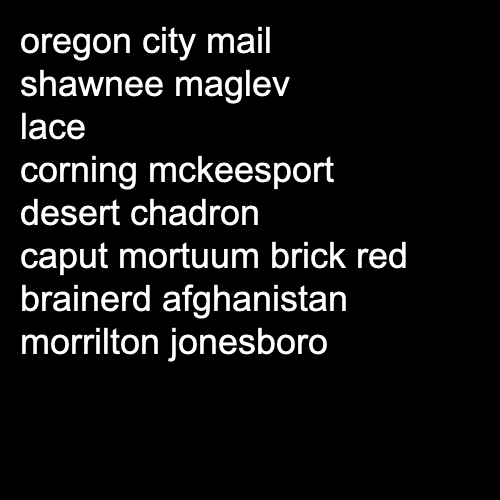 oregon city mail
shawnee maglev
lace
corning mckeesport
desert chadron
caput mortuum brick red
brainerd afghanistan
morrilton jonesboro